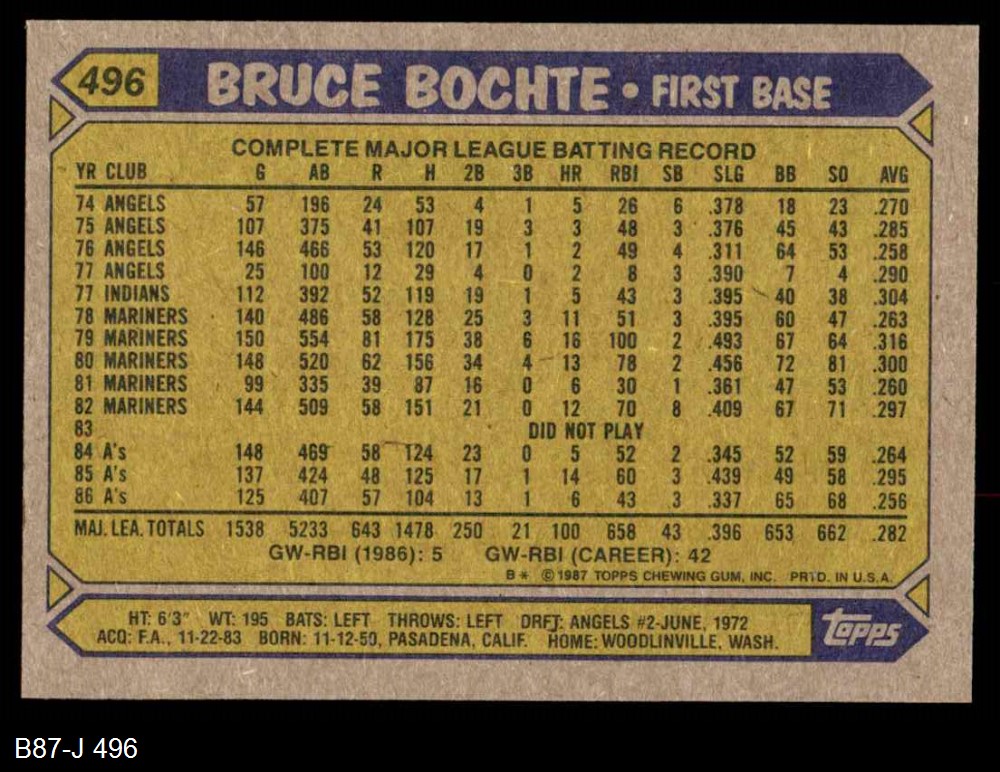 496 BRUCE BOCHTE • FIRST BASE
COMPLETE MAJOR LEAGUE BATTING RECORD
YR CLUB G AB R H 2B 3B HR RBI SB SLG BB SO AVG
74 ANGELS 57 196 24 53 4 1 5 26 6 .378 18 23 .270
75 ANGELS 107 375 41 107 19 3 3 48 3 .376 45 43 .285
76 ANGELS 146 466 53 120 17 1 2 49 4 .311 64 53 .258
77 ANGELS 25 100 12 29 4 0 2 8 3 .390 7 4 .290
77 INDIANS 112 392 52 119 19 1 5 43 3 .395 40 38 .304
78 MARINERS 140 486 58 128 25 3 11 51 3 .395 60 47 .263
79 MARINERS 150 554 81 175 38 6 16 100 2 .493 67 64 .316
80 MARINERS 148 520 62 156 34 4 13 78 2 .456 72 81 .300
81 MARINERS 99 335 39 87 16 0 6 30 1 .361 47 53 .260
82 MARINERS 144 509 58 151 21 0 12 70 8 .409 67 71 .297
83 DID NOT PLAY
84 A's 148 469 58 124 23 0 5 52 2 .345 52 59 .264
85 A's 137 424 48 125 17 1 14 60 3 .439 49 58 .295
86 A's 125 407 57 104 13 1 6 43 3 .337 65 68 .256
MAJ. LEA. TOTALS 1538 5233 643 1478 250 21 100 658 43 .396 653 662 .282
GW-RBI (1986): 5 GW-RBI (CAREER): 42
B* ©1987 TOPPS CHEWING GUM, INC. PRTD. IN U.S.A.
HT: 6'3" WT: 195 BATS: LEFT THROWS: LEFT DRFT: ANGELS #2-JUNE, 1972
ACQ: F.A., 11-22-83 BORN: 11-12-50, PASADENA, CALIF. HOME: WOODLINVILLE, WASH.
topps
B87-J 496